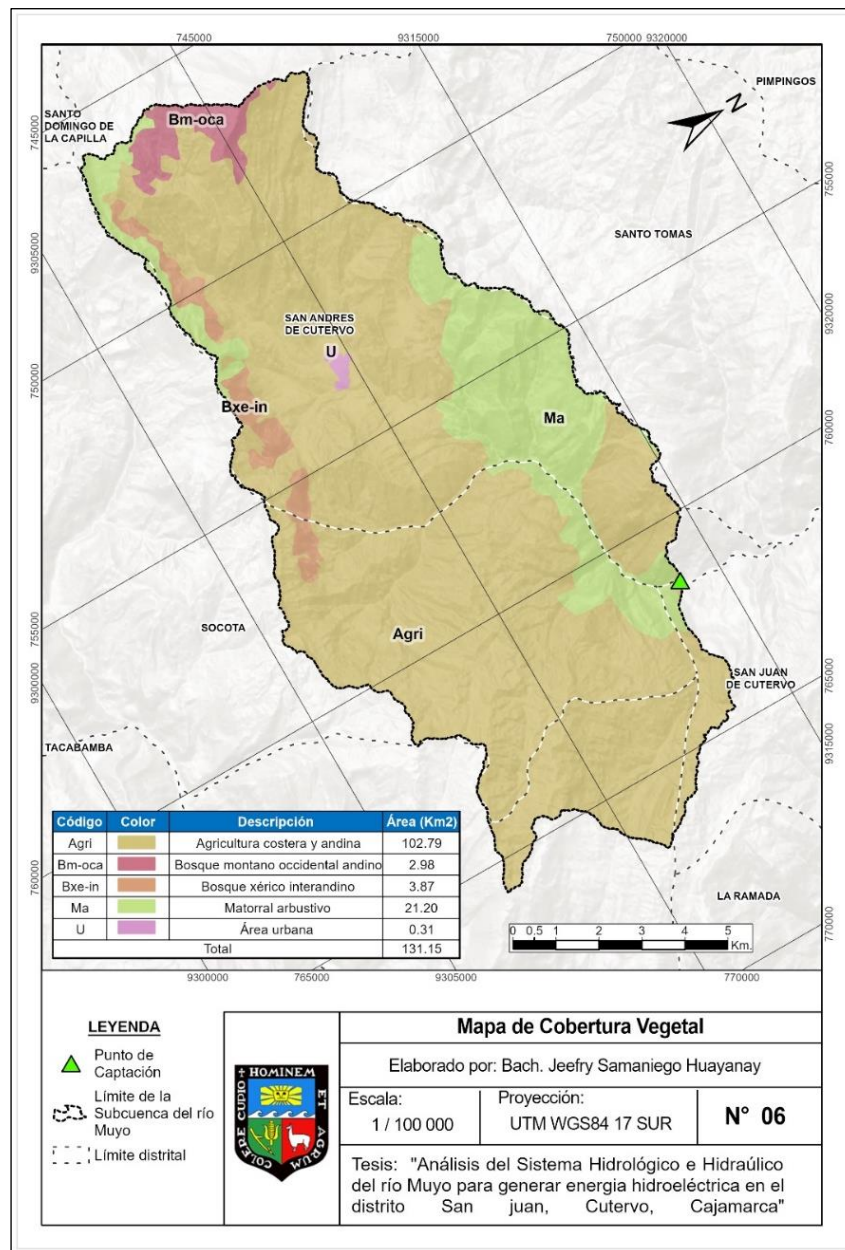 745000
9315000
750000
9320000
PIMPINGOS
N
SANTO
DOMINGO DE
LA CAPILLA
745000
Bm-oca
755000
SANTO TOMAS
9305000
9320000
SAN ANDRES
DE CUTERVO
U
750000
Bxe-in
Ma
760000
SOCOTA
Agri
755000
9300000
SAN JUAN
DE CUTERVO
765000
9315000
TACABAMBA
Código Color Descripción Área (Km2)
Agri Agricultura costera y andina 102.79
Bm-oca Bosque montano occidental andino 2.98
Bxe-in Bosque xérico interandino 3.87
Ma Matorral arbustivo 21.20
U Área urbana 0.31
Total 131.15
760000
LA RAMADA
770000
0 0.5 1 2 3 4 5
Km.
9300000
765000
9305000
770000
LEYENDA
Punto de
Captación
Límite de la
Subcuenca del río
Muyo
Límite distrital
COLERE CUPIO HOMINEM ET AGRUM
Mapa de Cobertura Vegetal
Elaborado por: Bach. Jeefry Samaniego Huayanay
Escala:
1 / 100 000
Proyección:
UTM WGS84 17 SUR
N° 06
Tesis: "Análisis del Sistema Hidrológico e Hidraúlico
del río Muyo para generar energia hidroeléctrica en el
distrito San juan, Cutervo, Cajamarca"